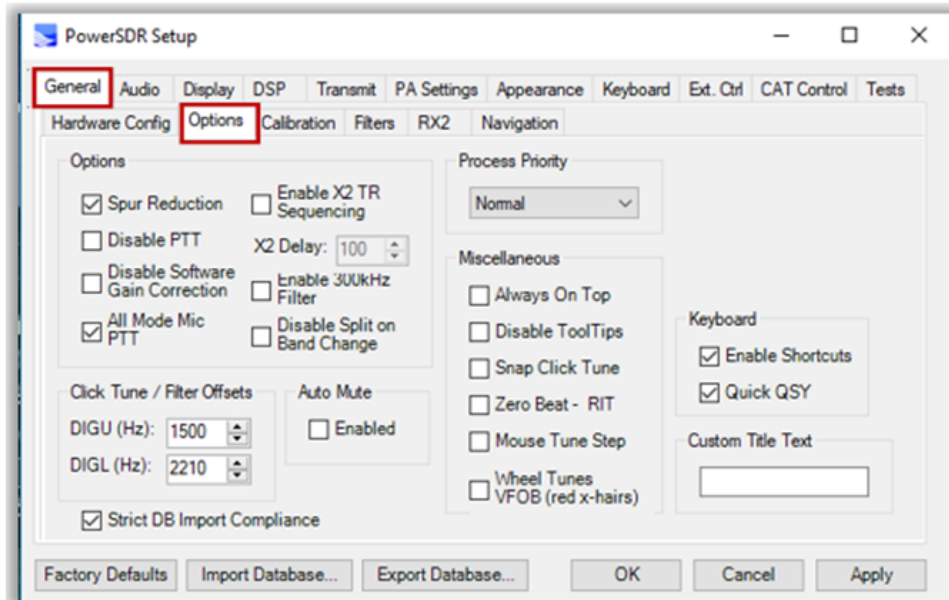 PowerSDR Setup
General Audio Display DSP Transmit PA Settings Appearance Keyboard Ext. Ctrl CAT Control Tests
Hardware Config Options Calibration Filters RX2 Navigation
Options
Spur Reduction
Disable PTT
Disable Software
Gain Correction
All Mode Mic
PTT
Enable X2 TR
Sequencing
X2 Delay: 100
Enable 300kHz
Filter
Disable Split on
Band Change
Click Tune / Filter Offsets
DIGU (Hz): 1500
DIGL (Hz): 2210
Auto Mute
Enabled
Strict DB Import Compliance
Process Priority
Normal
Miscellaneous
Always On Top
Disable ToolTips
Snap Click Tune
Zero Beat - RIT
Mouse Tune Step
Wheel Tunes
VFOB (red x-hairs)
Keyboard
Enable Shortcuts
Quick QSY
Custom Title Text
Factory Defaults Import Database... Export Database... OK Cancel Apply